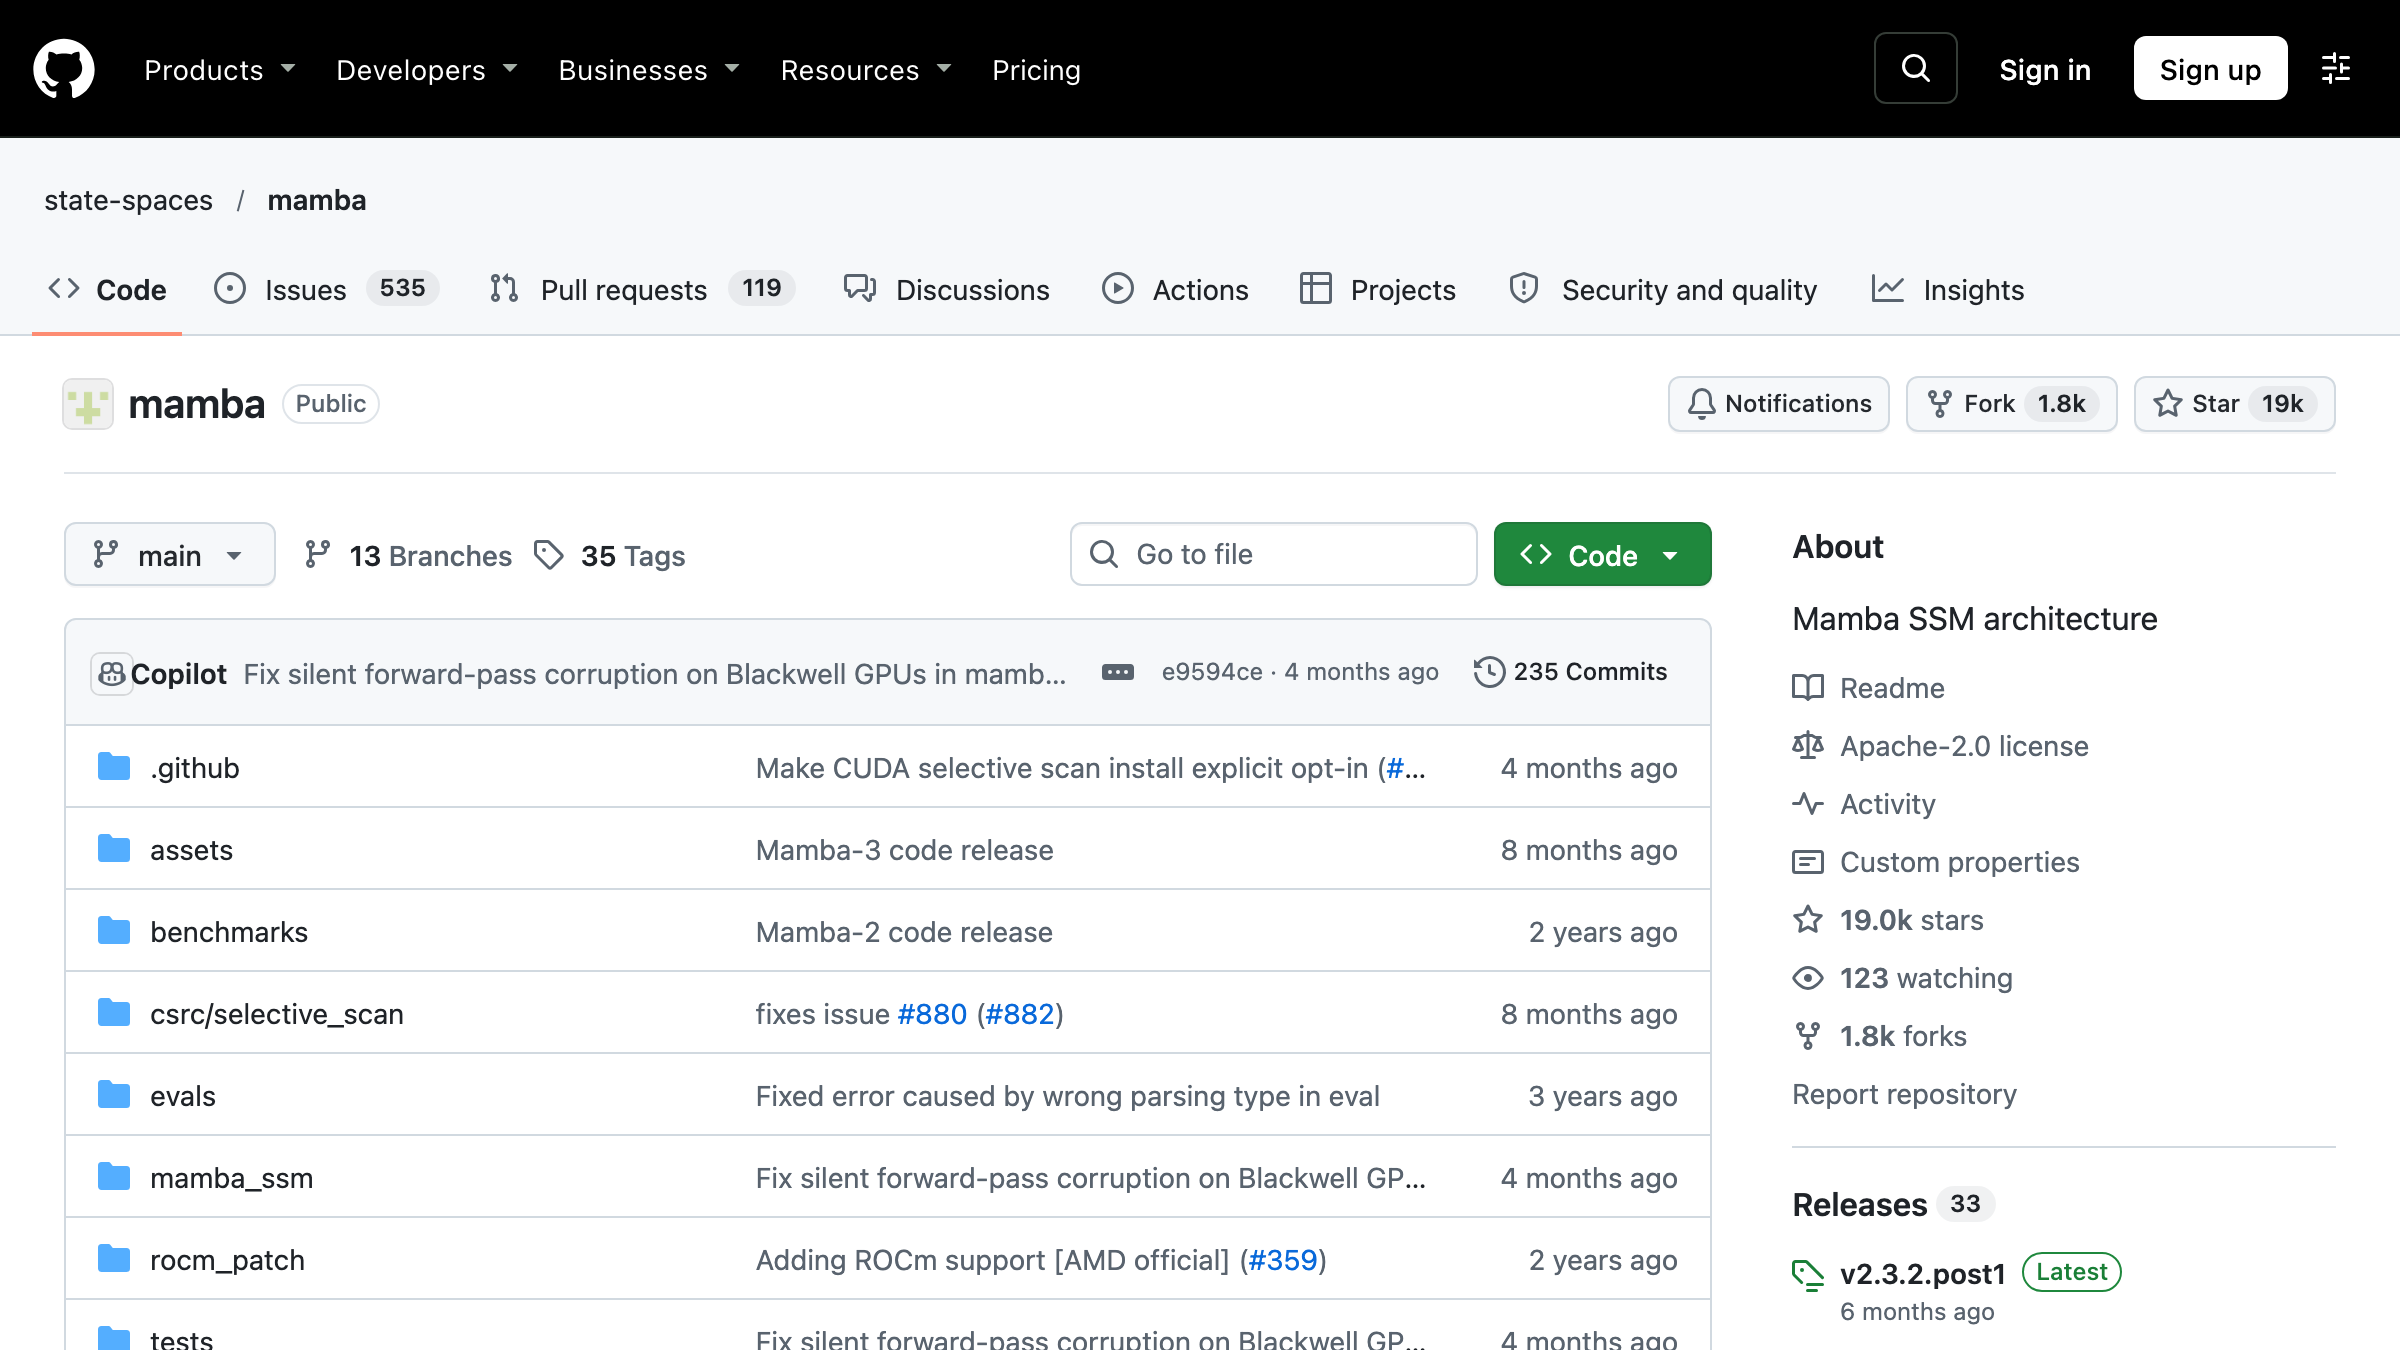 Products Developers Businesses Resources Pricing Sign in Sign up
state-spaces / mamba
Code Issues 535 Pull requests 119 Discussions Actions Projects Security and quality Insights
mamba Public Notifications Fork 1.8k Star 19k
main 13 Branches 35 Tags Go to file Code
Copilot Fix silent forward-pass corruption on Blackwell GPUs in mamb... e9594ce · 4 months ago 235 Commits
.github Make CUDA selective scan install explicit opt-in (#... 4 months ago
assets Mamba-3 code release 8 months ago
benchmarks Mamba-2 code release 2 years ago
csrc/selective_scan fixes issue #880 (#882) 8 months ago
evals Fixed error caused by wrong parsing type in eval 3 years ago
mamba_ssm Fix silent forward-pass corruption on Blackwell GP... 4 months ago
rocm_patch Adding ROCm support [AMD official] (#359) 2 years ago
tests Fix silent forward-pass corruption on Blackwell GP... 4 months ago
About
Mamba SSM architecture
Readme
Apache-2.0 license
Activity
Custom properties
19.0k stars
123 watching
1.8k forks
Report repository
Releases 33
v2.3.2.post1 Latest
6 months ago